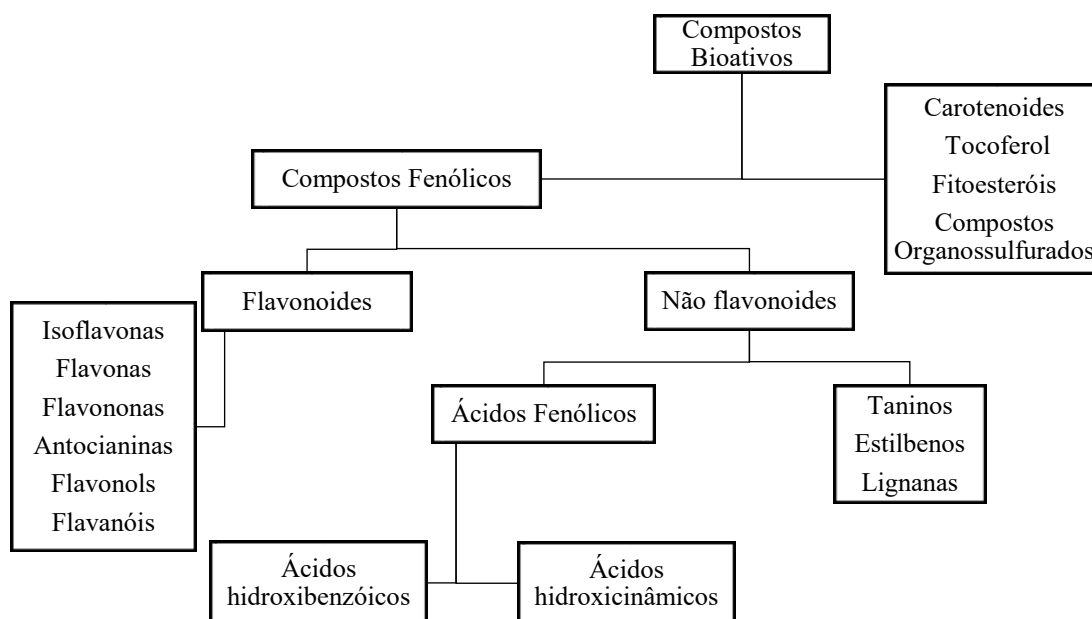 Compostos
Bioativos
Carotenoides
Tocoferol
Fitoesteróis
Compostos
Organossulfurados
Compostos Fenólicos
Flavonoides
Não flavonoides
Isoflavonas
Flavonas
Flavononas
Antocianinas
Flavonols
Flavanóis
Ácidos Fenólicos
Taninos
Estilbenos
Lignanas
Ácidos
hidroxibenzóicos
Ácidos
hidroxicinâmicos